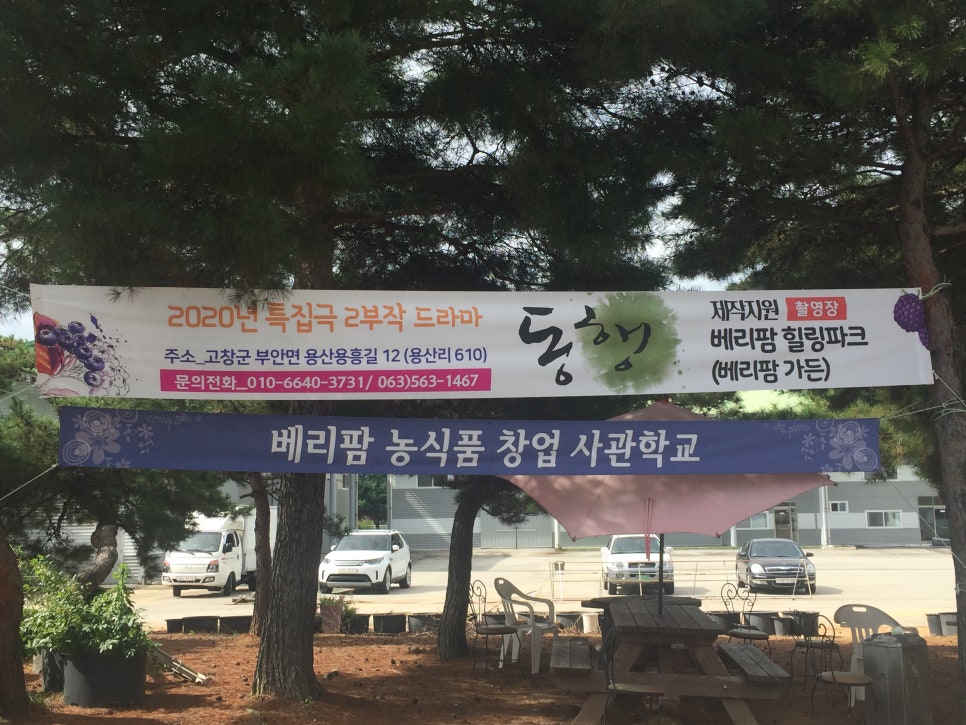 2020년 특집극 2부작 드라마
주소_고창군 부안면 용산용흥길 12 (용산리 610)
문의전화_010-6640-3731/ 063)563-1467
동행
제작지원 촬영장
베리팜 힐링파크
(베리팜 가든)
베리팜 농식품 창업 사관학교